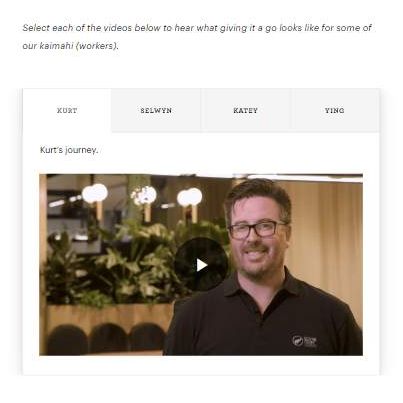 Select each of the videos below to hear what giving it a go looks like for some of
our kaimahi (workers).
KURT
SELWYN
KATEY
YING
Kurt's journey.